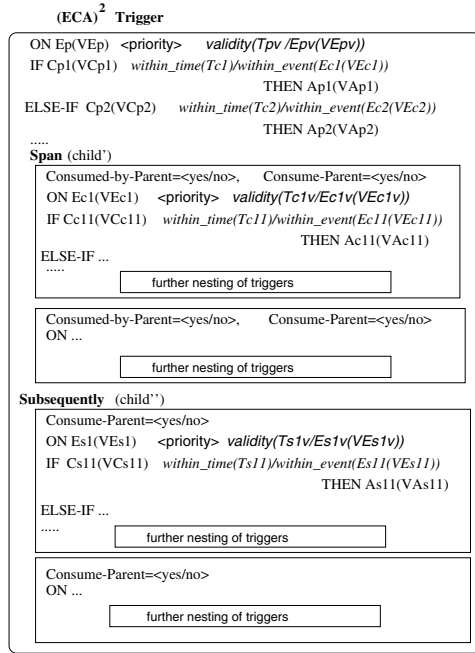 (ECA)² Trigger
ON Ep(VEp) <priority> validity(Tpv /Epv(VEpv))
IF Cp1(VCp1) within_time(Tc1)/within_event(Ec1(VEc1))
THEN Ap1(VAp1)
ELSE-IF Cp2(VCp2) within_time(Tc2)/within_event(Ec2(VEc2))
THEN Ap2(VAp2)
.....
Span (child')
Consumed-by-Parent=<yes/no>, Consume-Parent=<yes/no>
ON Ec1(VEc1) <priority> validity(Tc1v/Ec1v(VEc1v))
IF Cc11(VCc11) within_time(Tc11)/within_event(Ec11(VEc11))
THEN Ac11(VAc11)
ELSE-IF ...
.....
further nesting of triggers
Consumed-by-Parent=<yes/no>, Consume-Parent=<yes/no>
ON ...
further nesting of triggers
Subsequently (child'')
Consume-Parent=<yes/no>
ON Es1(VEs1) <priority> validity(Ts1v/Es1v(VEs1v))
IF Cs11(VCs11) within_time(Ts11)/within_event(Es11(VEs11))
THEN As11(VAs11)
ELSE-IF ...
.....
further nesting of triggers
Consume-Parent=<yes/no>
ON ...
further nesting of triggers